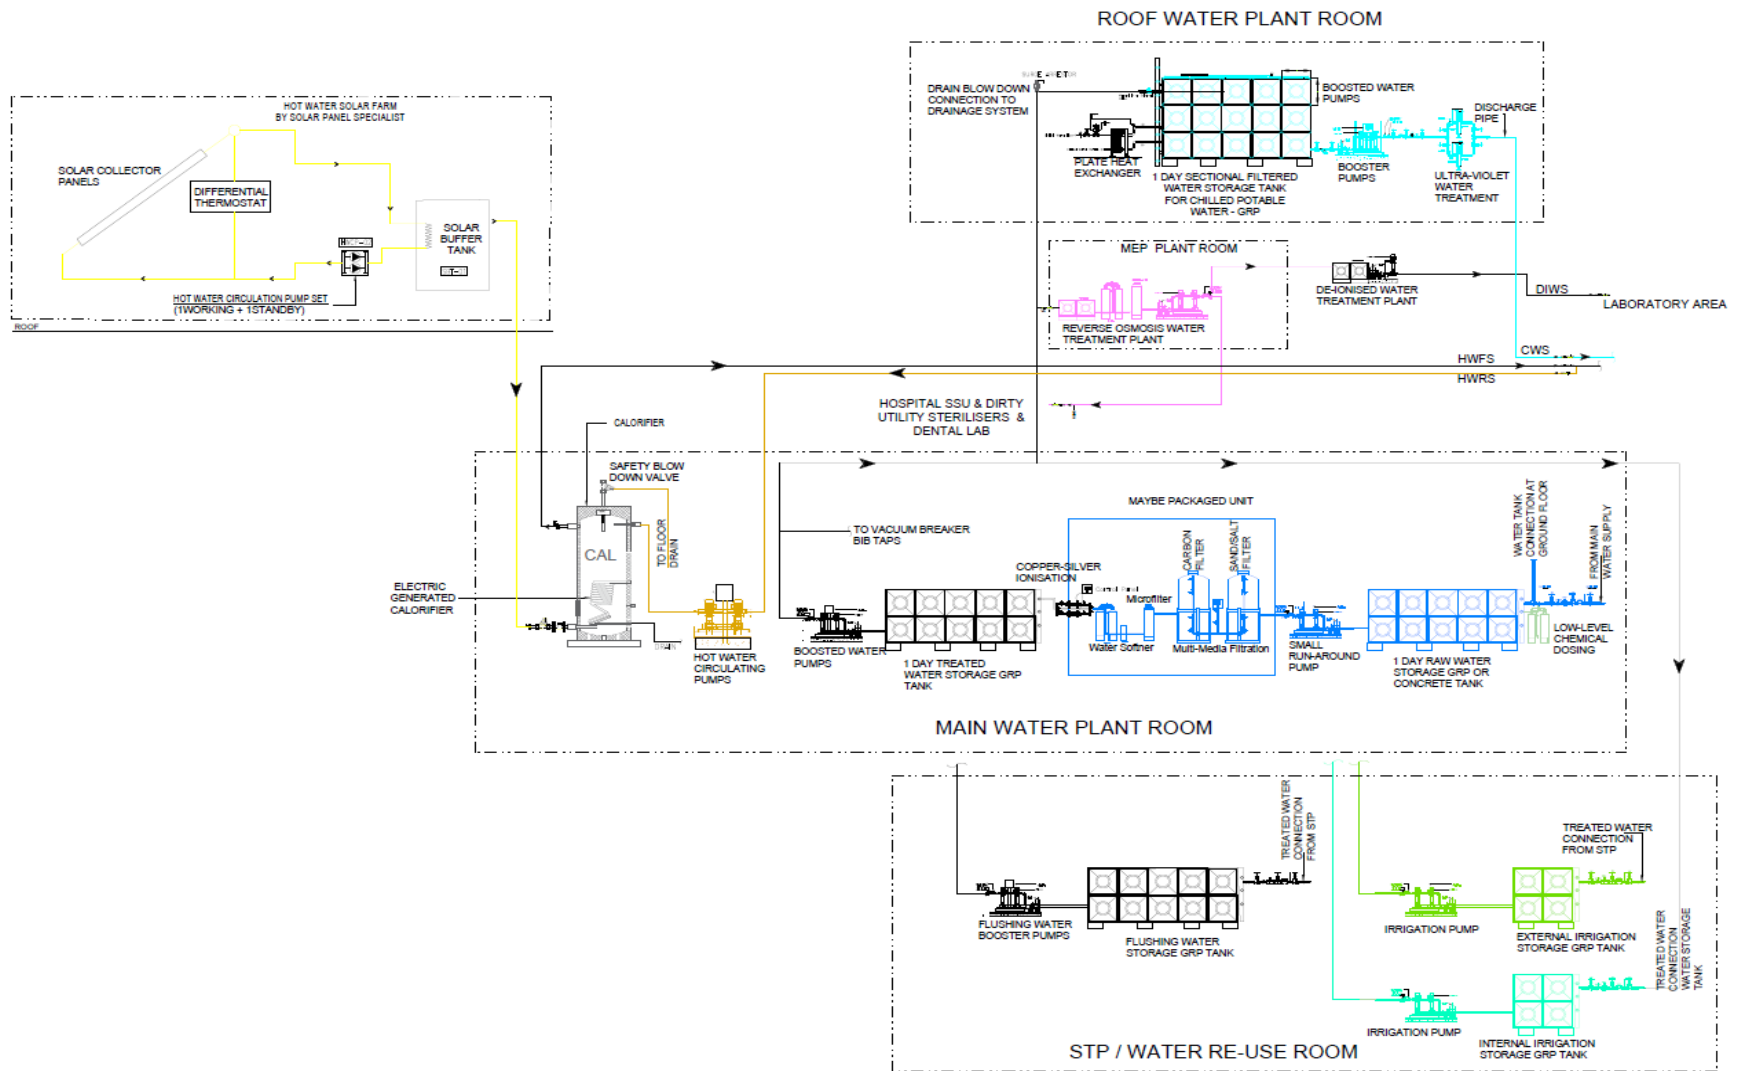 ROOF WATER PLANT ROOM
DRAIN BLOW DOWN
CONNECTION TO
DRAINAGE SYSTEM
BOOSTED WATER
PUMPS
DISCHARGE
PIPE
PLATE HEAT
EXCHANGER
1 DAY SECTIONAL FILTERED
WATER STORAGE TANK
FOR CHILLED POTABLE
WATER - GRP
BOOSTER
PUMPS
ULTRA-VIOLET
WATER
TREATMENT
HOT WATER SOLAR FARM
BY SOLAR PANEL SPECIALIST
SOLAR COLLECTOR
PANELS
DIFFERENTIAL
THERMOSTAT
SOLAR
BUFFER
TANK
HOT WATER CIRCULATION PUMP SET
(1WORKING + 1STANDBY)
ROOF
MEP PLANT ROOM
REVERSE OSMOSIS WATER
TREATMENT PLANT
DE-IONISED WATER
TREATMENT PLANT
DIWS
LABORATORY AREA
CWS
HWFS
HWRS
HOSPITAL SSU & DIRTY
UTILITY STERILISERS &
DENTAL LAB
CALORIFIER
SAFETY BLOW
DOWN VALVE
TO FLOOR
DRAIN
CAL
ELECTRIC
GENERATED
CALORIFIER
DRAIN
HOT WATER
CIRCULATING
PUMPS
TO VACUUM BREAKER
BIB TAPS
BOOSTED WATER
PUMPS
1 DAY TREATED
WATER STORAGE GRP
TANK
MAYBE PACKAGED UNIT
COPPER-SILVER
IONISATION
Control Panel
Microfilter
CARBON
FILTER
SAND/SALT
FILTER
Water Softner
Multi-Media Filtration
SMALL
RUN-AROUND
PUMP
1 DAY RAW WATER
STORAGE GRP OR
CONCRETE TANK
WATER TANK
CONNECTION AT
GROUND FLOOR
FROM MAIN
WATER SUPPLY
LOW-LEVEL
CHEMICAL
DOSING
MAIN WATER PLANT ROOM
TREATED WATER
CONNECTION
FROM STP
FLUSHING WATER
BOOSTER PUMPS
FLUSHING WATER
STORAGE GRP TANK
TREATED WATER
CONNECTION
FROM STP
IRRIGATION PUMP
EXTERNAL IRRIGATION
STORAGE GRP TANK
TREATED WATER
CONNECTION
WATER STORAGE
TANK
IRRIGATION PUMP
INTERNAL IRRIGATION
STORAGE GRP TANK
STP / WATER RE-USE ROOM